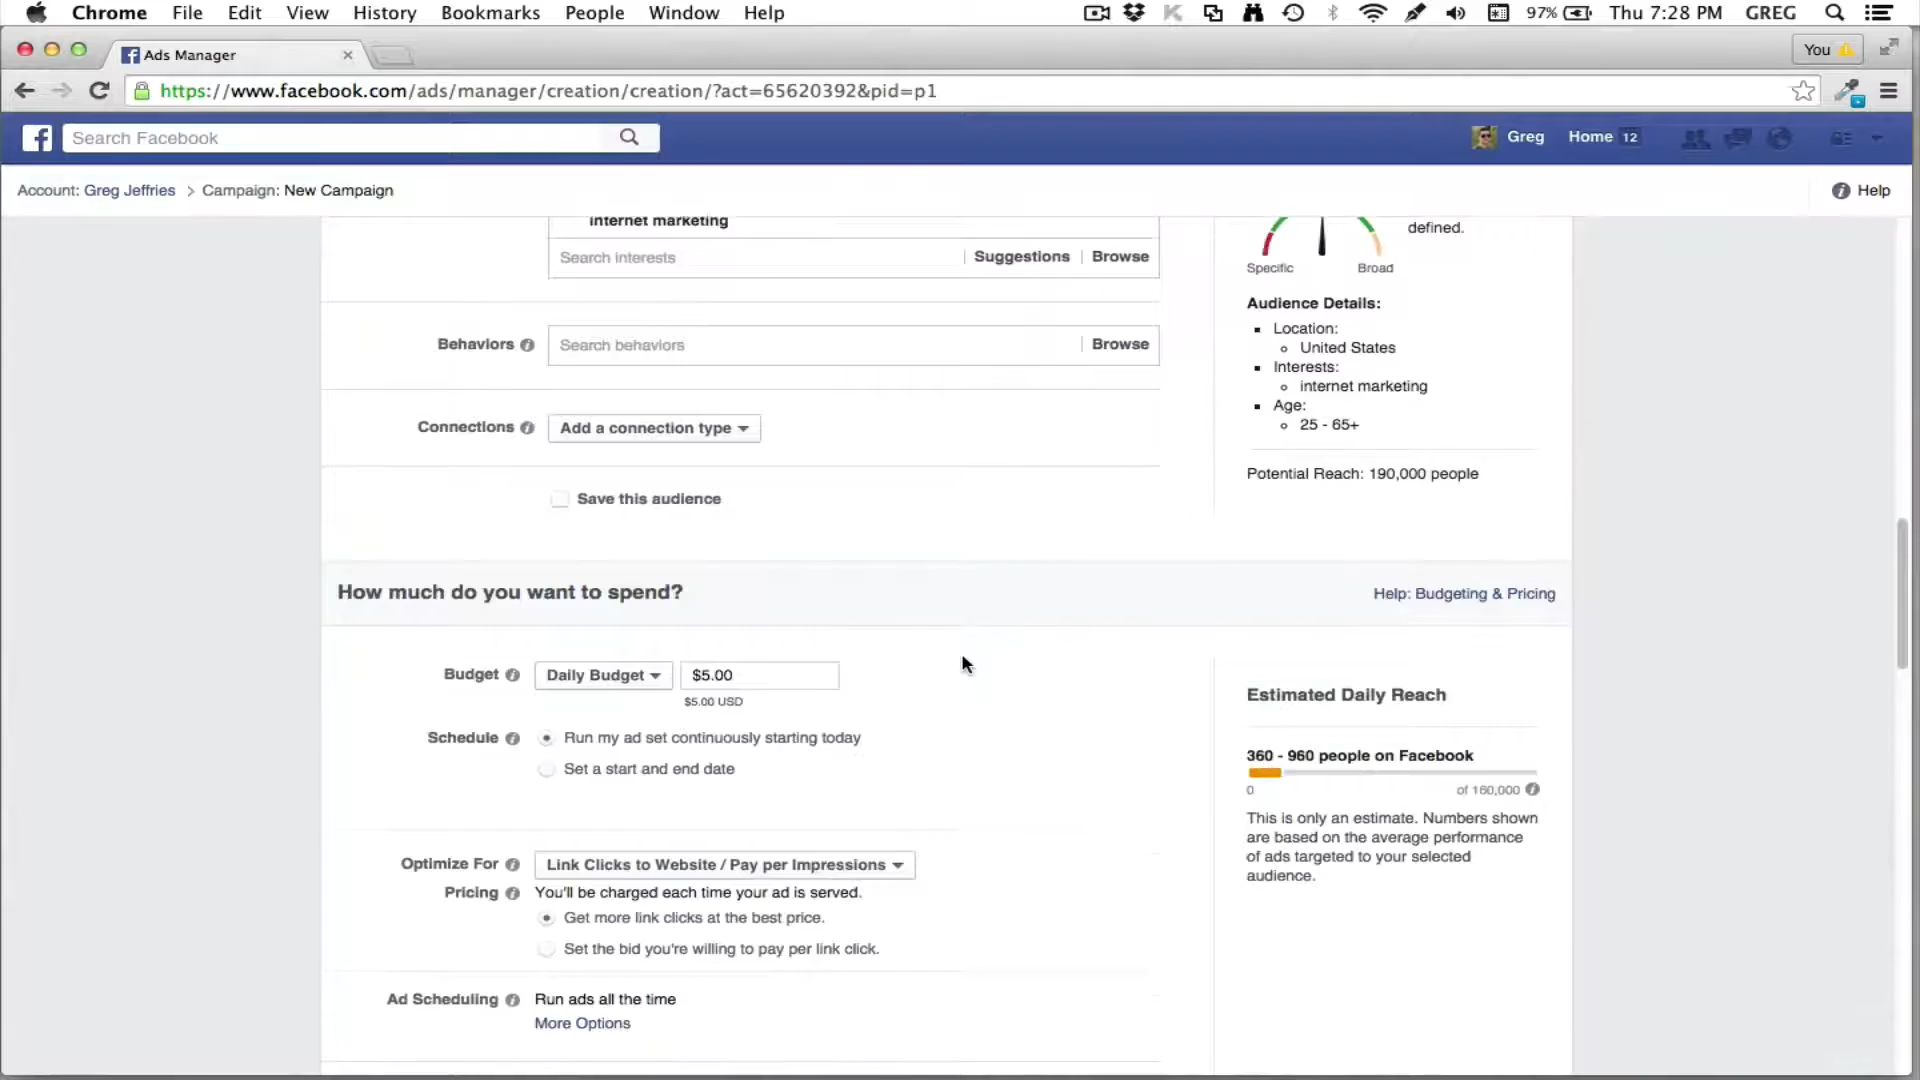 Chrome File Edit View History Bookmarks People Window Help 97% Thu 7:28 PM GREG
Ads Manager You
https://www.facebook.com/ads/manager/creation/creation/?act=65620392&pid=p1
Search Facebook Greg Home 12
Account: Greg Jeffries > Campaign: New Campaign Help
internet marketing
Search interests Suggestions Browse
Behaviors Search behaviors Browse
Connections Add a connection type
Save this audience
defined.
Specific Broad
Audience Details:
Location:
United States
Interests:
internet marketing
Age:
25 - 65+
Potential Reach: 190,000 people
How much do you want to spend? Help: Budgeting & Pricing
Budget Daily Budget $5.00
$5.00 USD
Schedule Run my ad set continuously starting today
Set a start and end date
Optimize For Link Clicks to Website / Pay per Impressions
Pricing You'll be charged each time your ad is served.
Get more link clicks at the best price.
Set the bid you're willing to pay per link click.
Ad Scheduling Run ads all the time
More Options
Estimated Daily Reach
360 - 960 people on Facebook
0 of 160,000
This is only an estimate. Numbers shown
are based on the average performance
of ads targeted to your selected
audience.